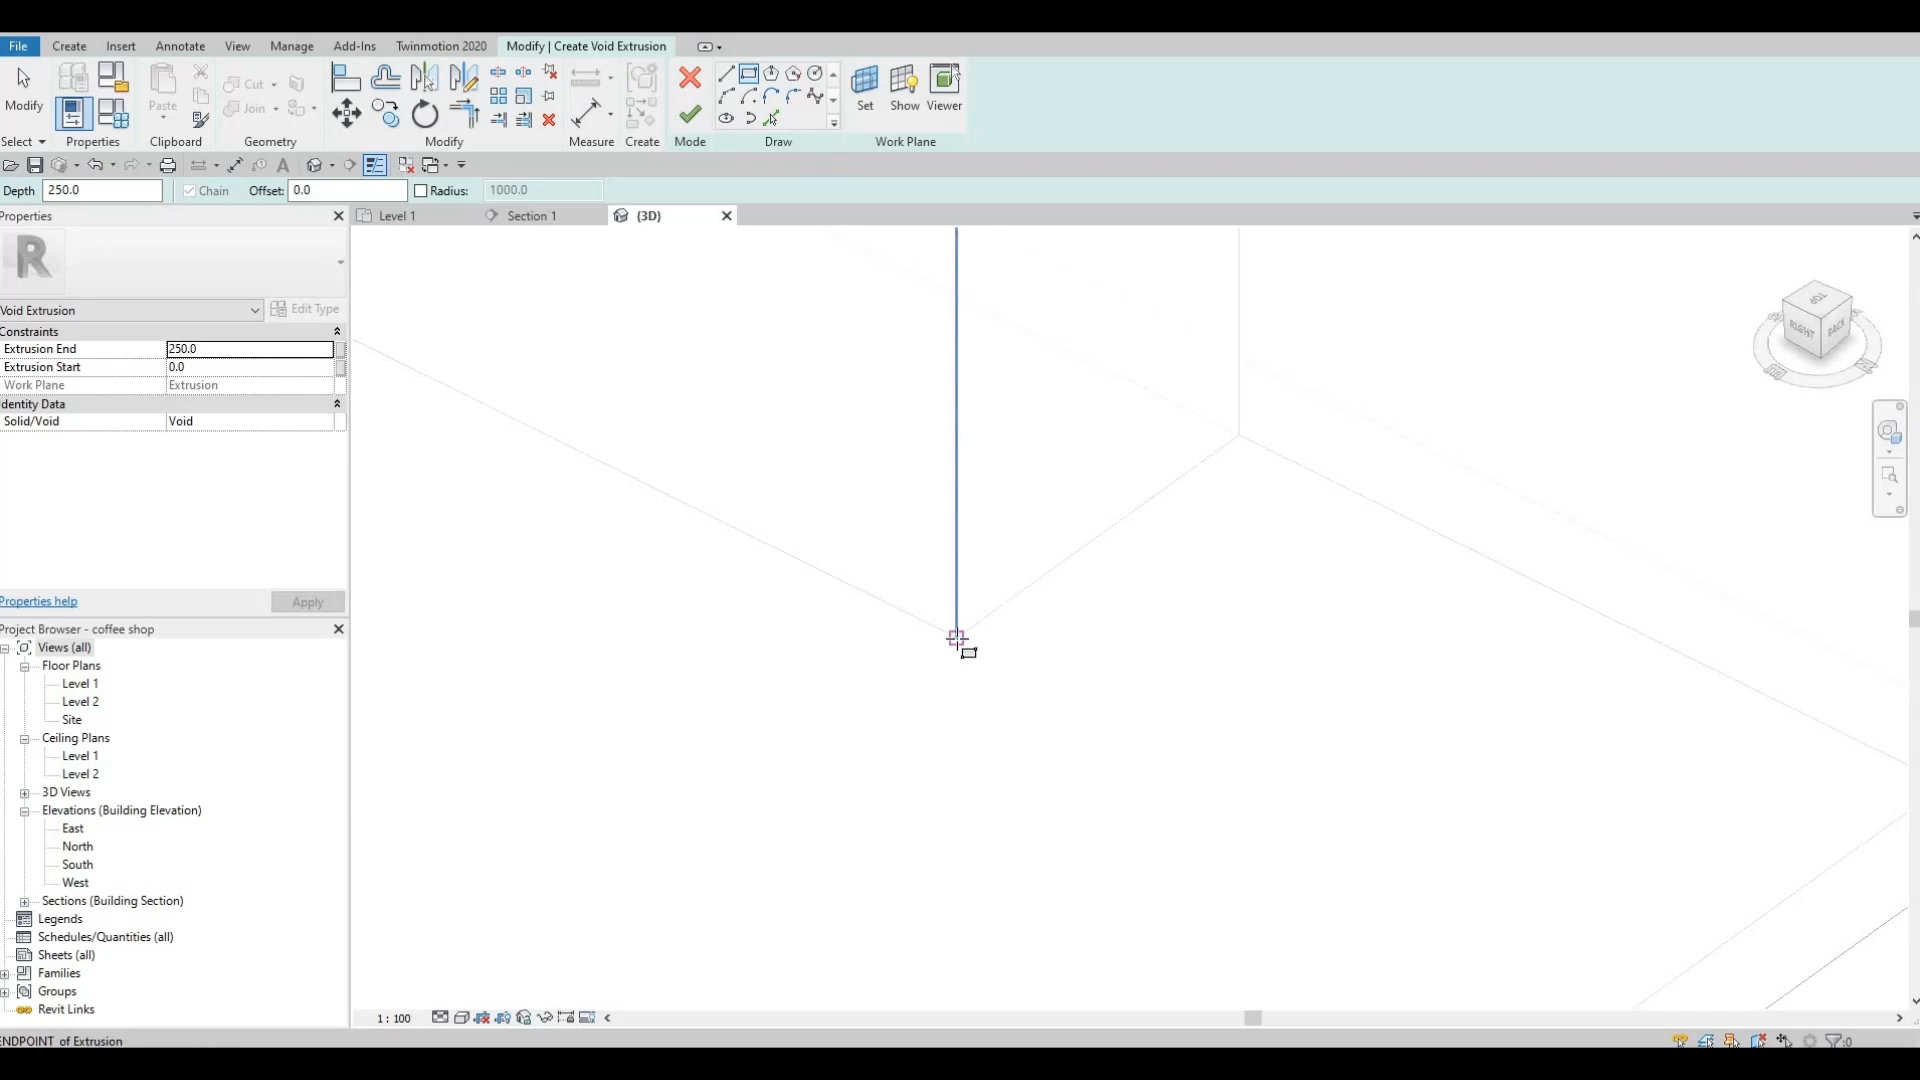 File Create Insert Annotate View Manage Add-Ins Twinmotion 2020 Modify | Create Void Extrusion
Modify Paste Cut Join Set Show Viewer
Select Properties Clipboard Geometry Modify Measure Create Mode Draw Work Plane
Depth 250.0 Chain Offset: 0.0 Radius: 1000.0
Properties
Level 1 Section 1 {3D}
Void Extrusion Edit Type
Constraints
Extrusion End 250.0
Extrusion Start 0.0
Work Plane Extrusion
dentity Data
Solid/Void Void
Properties help Apply
Project Browser - coffee shop
Views (all)
Floor Plans
Level 1
Level 2
Site
Ceiling Plans
Level 1
Level 2
3D Views
Elevations (Building Elevation)
East
North
South
West
Sections (Building Section)
Legends
Schedules/Quantities (all)
Sheets (all)
Families
Groups
Revit Links
TOP
RIGHT BACK
1 : 100
ENDPOINT of Extrusion
:0